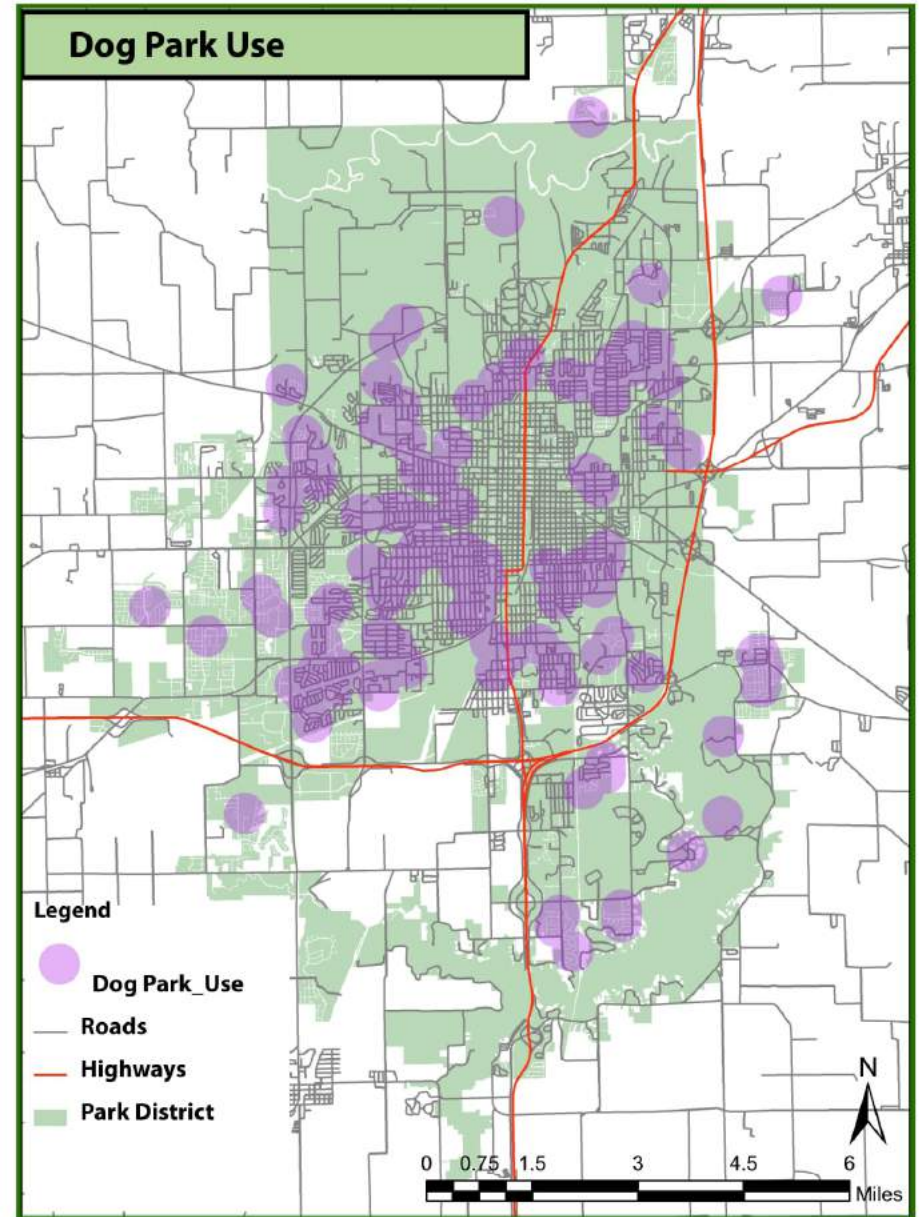 Dog Park Use
Legend
Dog Park_Use
Roads
Highways
Park District
N
0 0.75 1.5 3 4.5 6
Miles